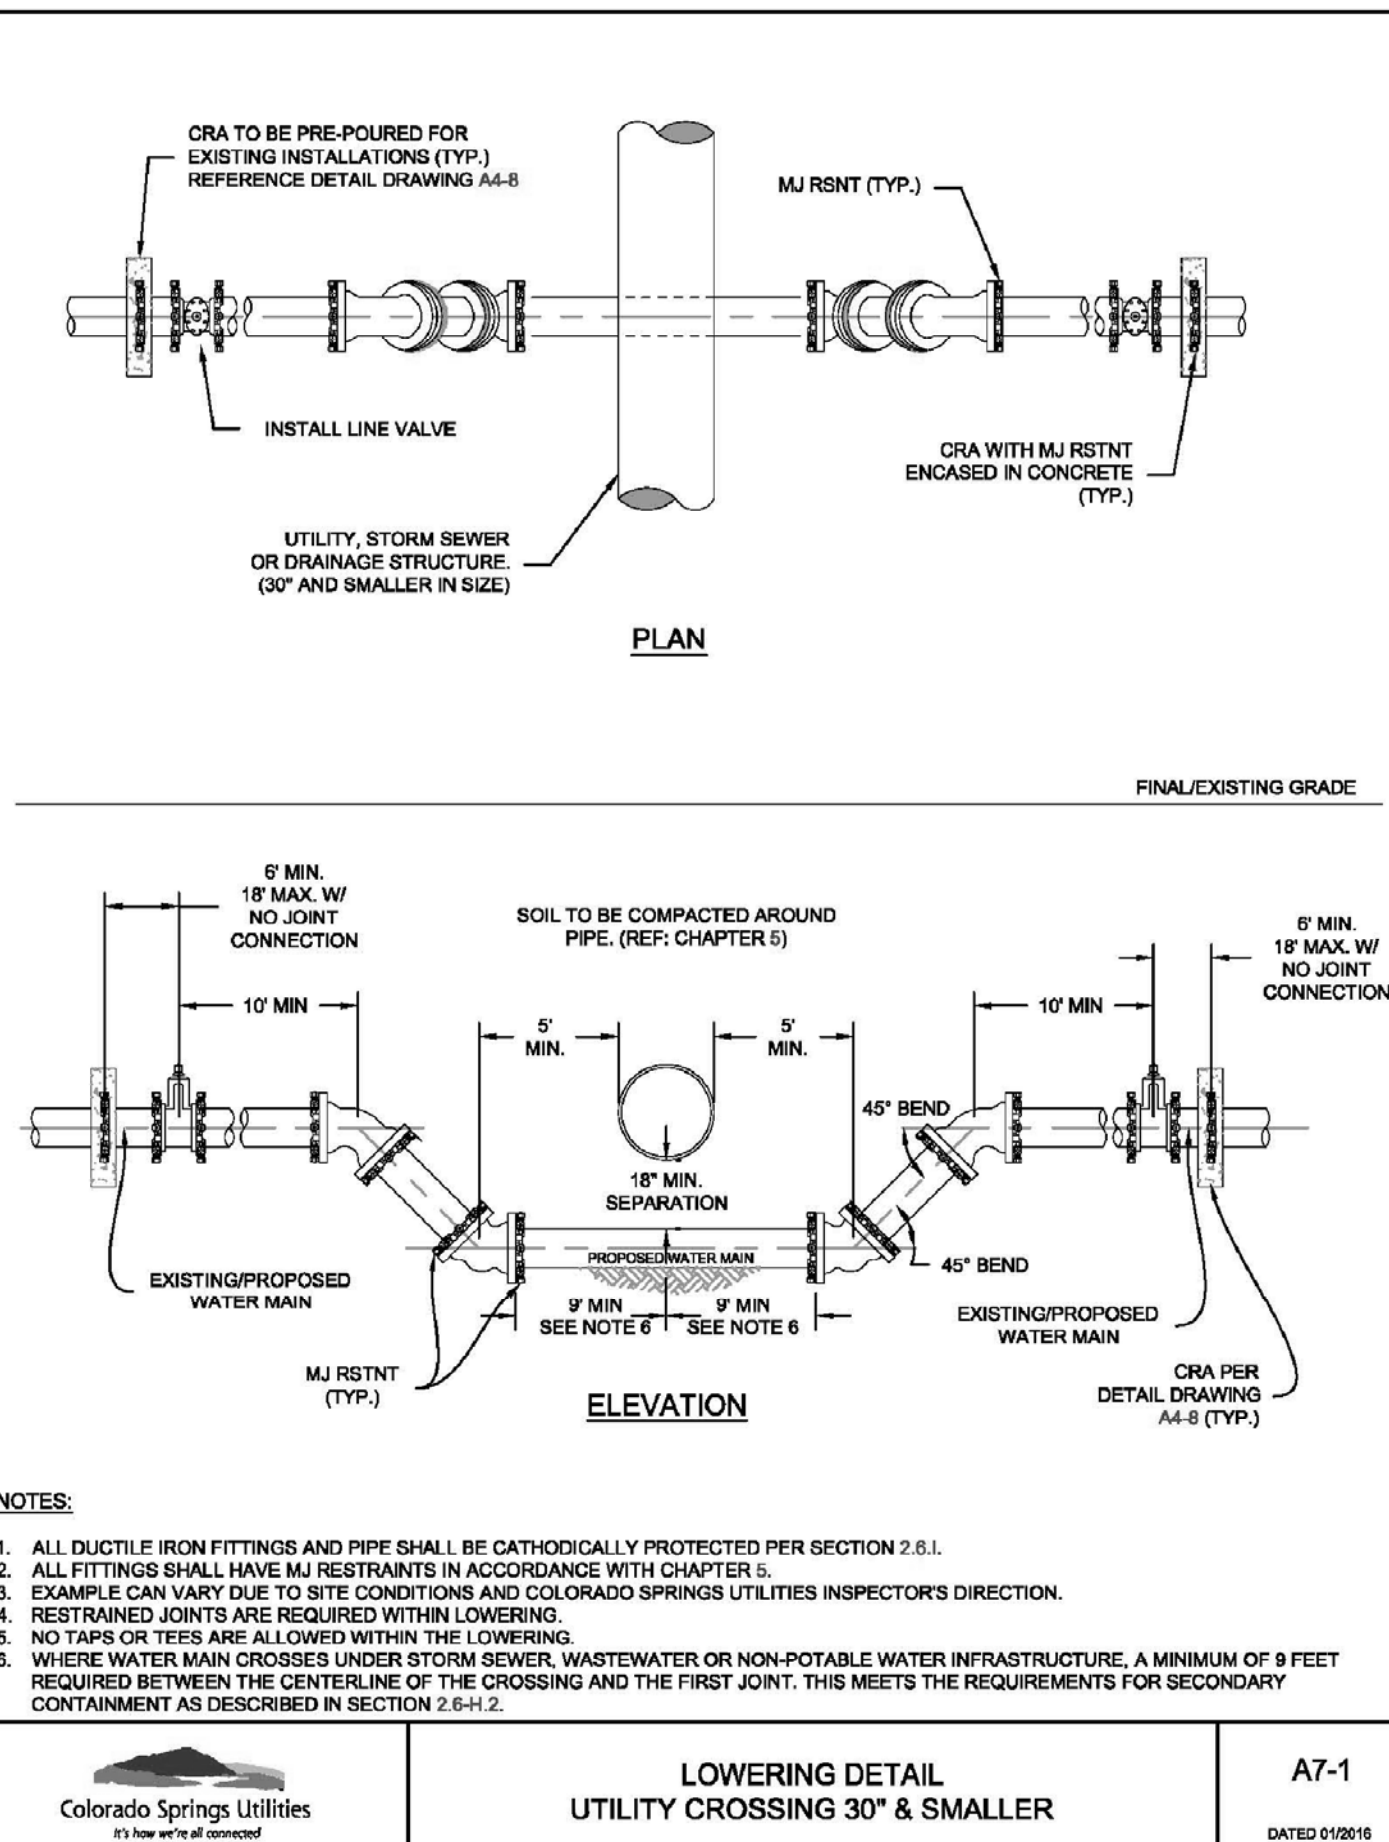 CRA TO BE PRE-POURED FOR
EXISTING INSTALLATIONS (TYP.)
REFERENCE DETAIL DRAWING A4-8
MJ RSNT (TYP.)
INSTALL LINE VALVE
CRA WITH MJ RSTNT
ENCASED IN CONCRETE
(TYP.)
UTILITY, STORM SEWER
OR DRAINAGE STRUCTURE.
(30" AND SMALLER IN SIZE)
PLAN
FINAL/EXISTING GRADE
6' MIN.
18' MAX. W/
NO JOINT
CONNECTION
SOIL TO BE COMPACTED AROUND
PIPE. (REF: CHAPTER 5)
6' MIN.
18' MAX. W/
NO JOINT
CONNECTION
10' MIN
5'
MIN.
5'
MIN.
10' MIN
45° BEND
18" MIN.
SEPARATION
PROPOSED WATER MAIN
45° BEND
EXISTING/PROPOSED
WATER MAIN
9' MIN
SEE NOTE 6
9' MIN
SEE NOTE 6
EXISTING/PROPOSED
WATER MAIN
MJ RSTNT
(TYP.)
CRA PER
DETAIL DRAWING
A4-8 (TYP.)
ELEVATION
NOTES:
1. ALL DUCTILE IRON FITTINGS AND PIPE SHALL BE CATHODICALLY PROTECTED PER SECTION 2.6.I.
2. ALL FITTINGS SHALL HAVE MJ RESTRAINTS IN ACCORDANCE WITH CHAPTER 5.
3. EXAMPLE CAN VARY DUE TO SITE CONDITIONS AND COLORADO SPRINGS UTILITIES INSPECTOR'S DIRECTION.
4. RESTRAINED JOINTS ARE REQUIRED WITHIN LOWERING.
5. NO TAPS OR TEES ARE ALLOWED WITHIN THE LOWERING.
6. WHERE WATER MAIN CROSSES UNDER STORM SEWER, WASTEWATER OR NON-POTABLE WATER INFRASTRUCTURE, A MINIMUM OF 9 FEET
REQUIRED BETWEEN THE CENTERLINE OF THE CROSSING AND THE FIRST JOINT. THIS MEETS THE REQUIREMENTS FOR SECONDARY
CONTAINMENT AS DESCRIBED IN SECTION 2.6-H.2.
Colorado Springs Utilities
It's how we're all connected
LOWERING DETAIL
UTILITY CROSSING 30" & SMALLER
A7-1
DATED 01/2016